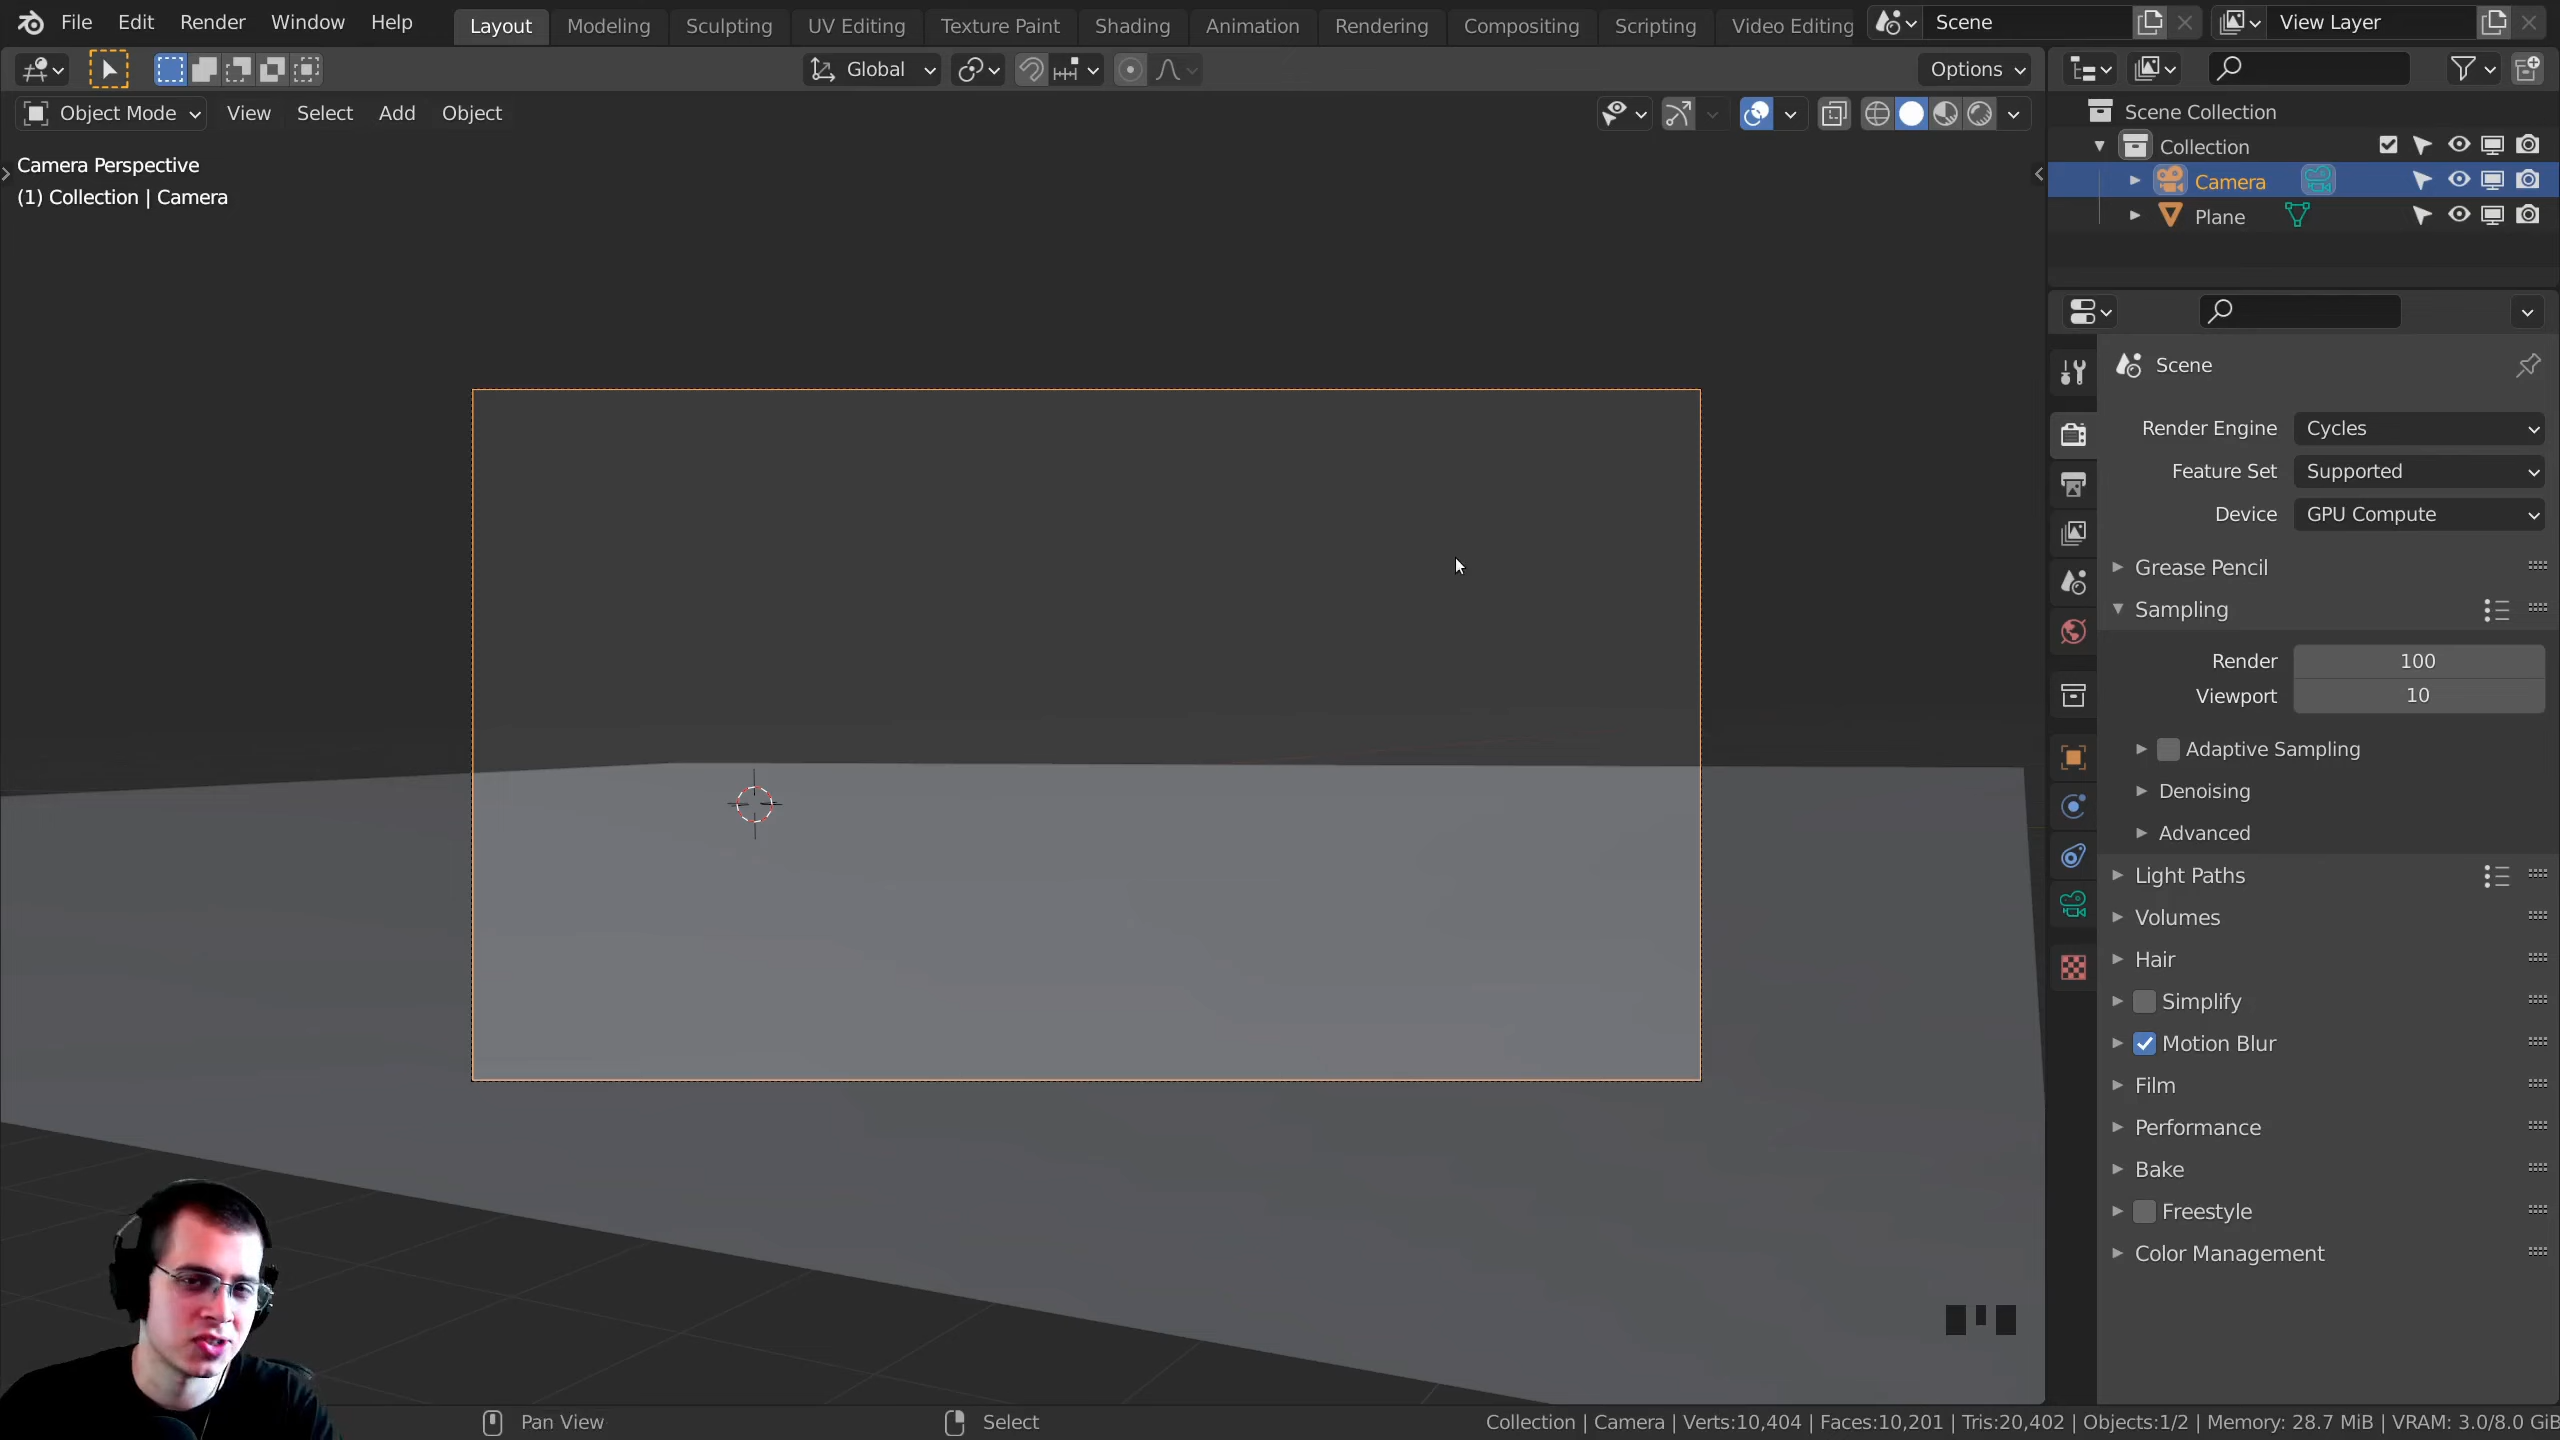 File Edit Render Window Help Layout Modeling Sculpting UV Editing Texture Paint Shading Animation Rendering Compositing Scripting Video Editing Scene View Layer
Global Options
Object Mode View Select Add Object
Camera Perspective
(1) Collection | Camera
Scene Collection
Collection
Camera
Plane
Scene
Render Engine Cycles
Feature Set Supported
Device GPU Compute
Grease Pencil
Sampling
Render 100
Viewport 10
Adaptive Sampling
Denoising
Advanced
Light Paths
Volumes
Hair
Simplify
Motion Blur
Film
Performance
Bake
Freestyle
Color Management
Pan View Select Collection | Camera | Verts:10,404 | Faces:10,201 | Tris:20,402 | Objects:1/2 | Memory: 28.7 MiB | VRAM: 3.0/8.0 GiB